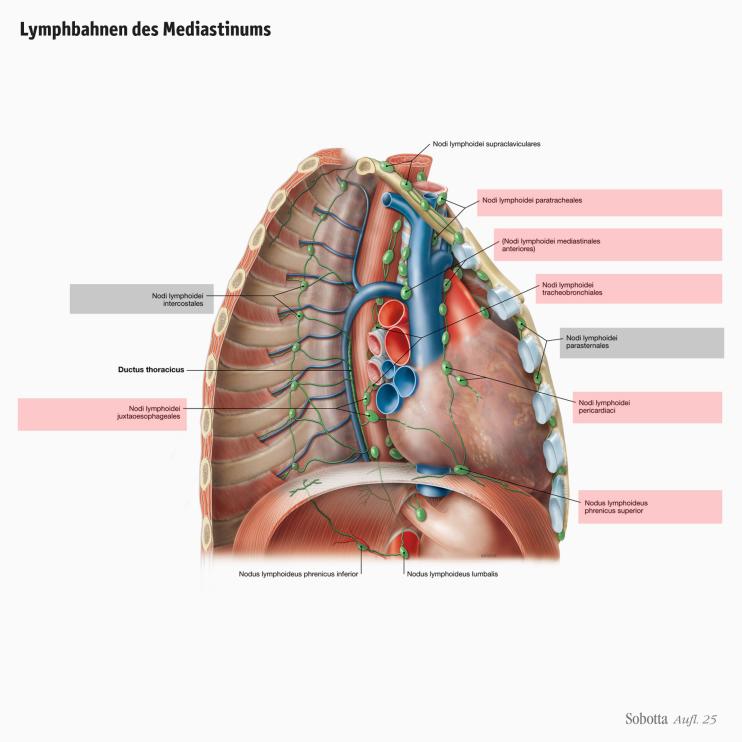 Lymphbahnen des Mediastinums
Nodi lymphoidei supraclaviculares
Nodi lymphoidei paratracheales
(Nodi lymphoidei mediastinales
anteriores)
Nodi lymphoidei
tracheobronchiales
Nodi lymphoidei
intercostales
Nodi lymphoidei
parasternales
Ductus thoracicus
Nodi lymphoidei
pericardiaci
Nodi lymphoidei
juxtaoesophageales
Nodus lymphoideus
phrenicus superior
Nodus lymphoideus phrenicus inferior
Nodus lymphoideus lumbalis
Sobotta Aufl. 25